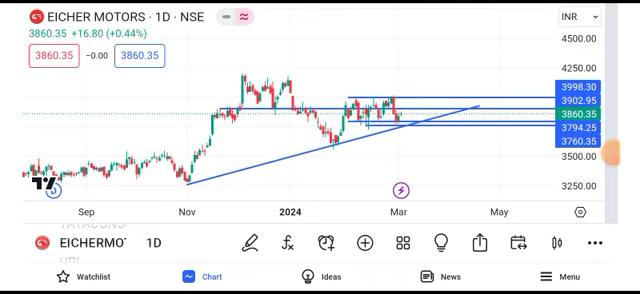 EICHER MOTORS · 1D · NSE
INR
3860.35 +16.80 (+0.44%)
3860.35 −0.00 3860.35
4500.00
4250.00
3998.30
3902.95
3860.35
3794.25
3760.35
3500.00
3250.00
Sep Nov 2024 Mar May
EICHERMO 1D
Watchlist Chart Ideas News Menu